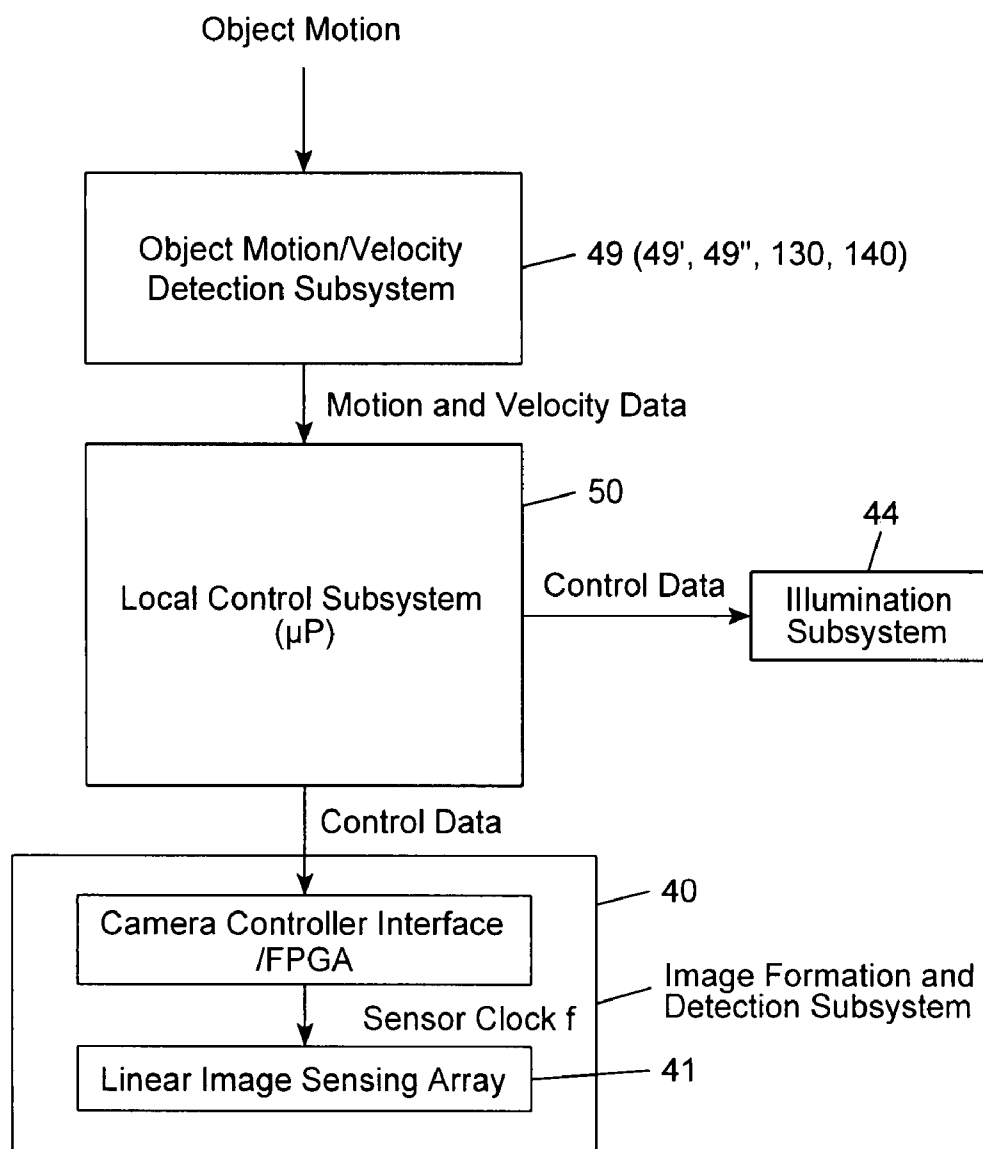 Object Motion
Object Motion/Velocity
Detection Subsystem
49 (49', 49", 130, 140)
Motion and Velocity Data
50
44
Local Control Subsystem
(µP)
Control Data
Illumination
Subsystem
Control Data
40
Camera Controller Interface
/FPGA
Image Formation and
Detection Subsystem
Sensor Clock f
Linear Image Sensing Array
41